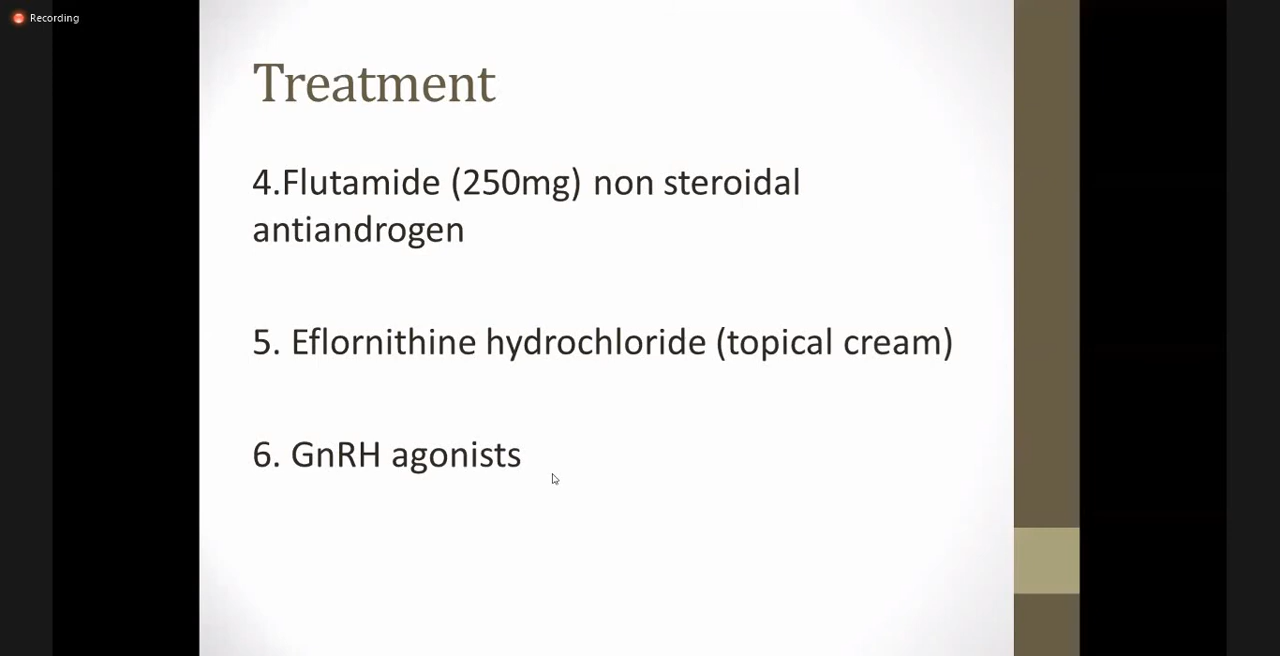 Recording
Treatment
4.Flutamide (250mg) non steroidal
antiandrogen
5. Eflornithine hydrochloride (topical cream)
6. GnRH agonists